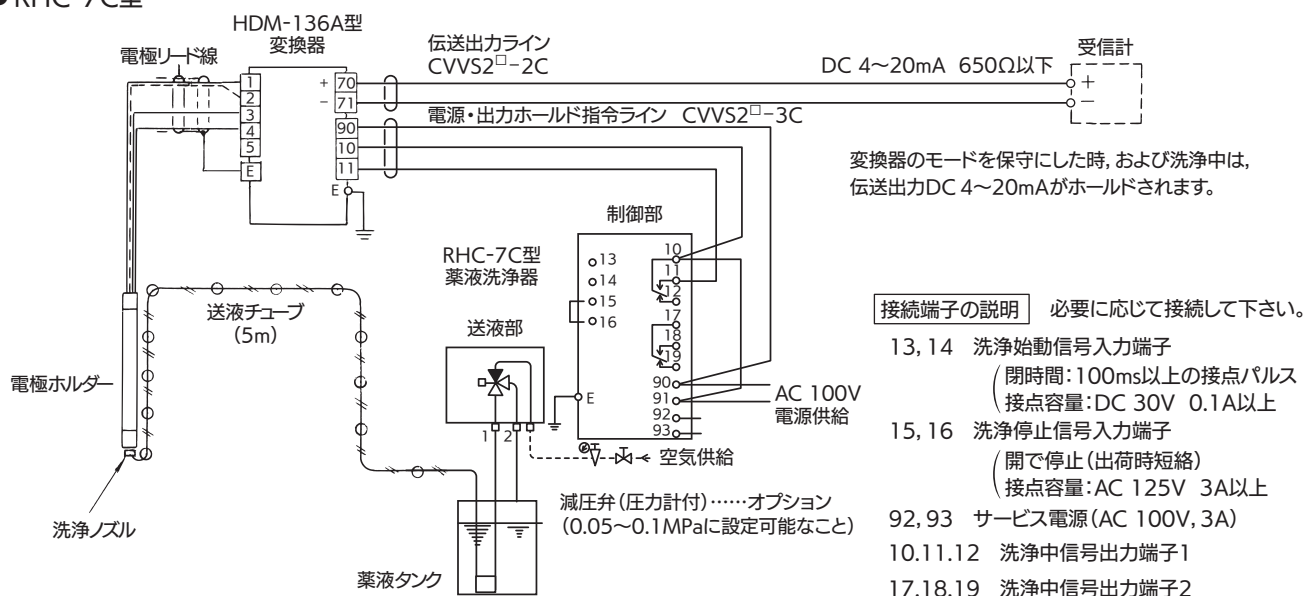 RHC-7C型
HDM-136A型
変換器
電極リード線
1
2
3
4
5
E
+ 70
− 71
90
10
11
E
伝送出力ライン
CVVS2□-2C
DC 4〜20mA 650Ω以下
受信計
+
−
電源・出力ホールド指令ライン CVVS2□-3C
変換器のモードを保守にした時，および洗浄中は，
伝送出力DC 4〜20mAがホールドされます。
制御部
RHC-7C型
薬液洗浄器
13
14
15
16
10
11
12
17
18
19
90
91
92
93
E
AC 100V
電源供給
送液チューブ
(5m)
送液部
1 2
空気供給
電極ホルダー
洗浄ノズル
減圧弁(圧力計付)……オプション
(0.05〜0.1MPaに設定可能なこと)
薬液タンク
接続端子の説明 必要に応じて接続して下さい。
13，14 洗浄始動信号入力端子
閉時間：100ms以上の接点パルス
接点容量：DC 30V 0.1A以上
15，16 洗浄停止信号入力端子
開で停止(出荷時短絡)
接点容量：AC 125V 3A以上
92，93 サービス電源(AC 100V，3A)
10.11.12 洗浄中信号出力端子1
17.18.19 洗浄中信号出力端子2